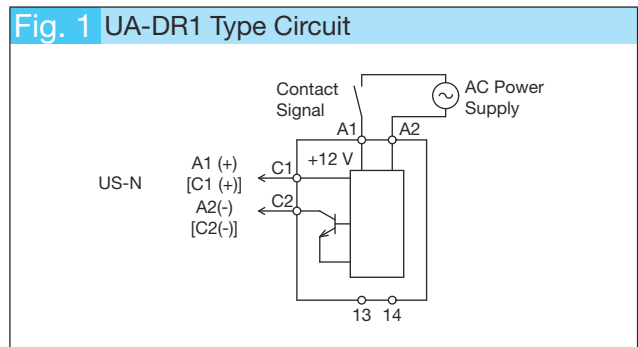 Fig. 1 UA-DR1 Type Circuit
Contact
Signal
AC Power
Supply
A1
A2
+12 V
C1
C2
US-N
A1 (+)
[C1 (+)]
A2(-)
[C2(-)]
13 14